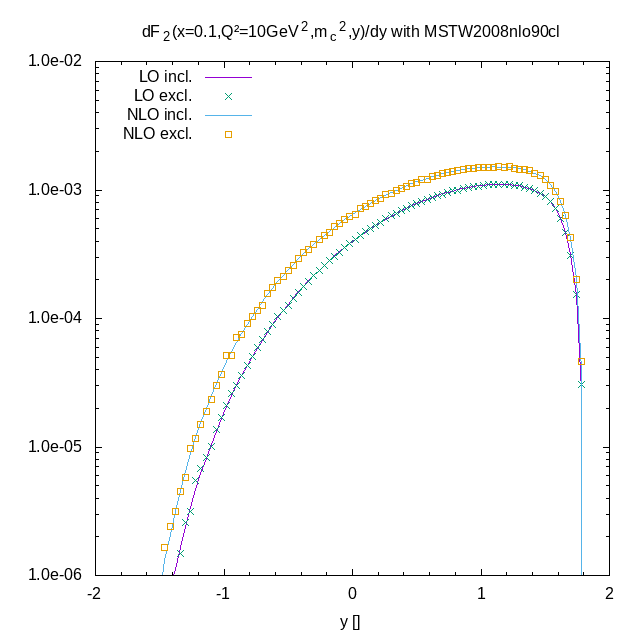 dF₂(x=0.1,Q²=10GeV²,m_c²,y)/dy with MSTW2008nlo90cl
1.0e-02
LO incl.
LO excl.
NLO incl.
NLO excl.
1.0e-03
1.0e-04
1.0e-05
1.0e-06
-2 -1 0 1 2
y []